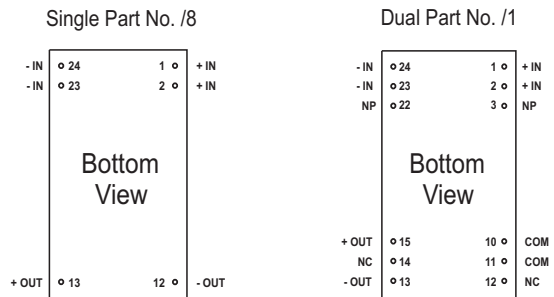 Single Part No. /8
- IN 24 1 + IN
- IN 23 2 + IN
Bottom
View
+ OUT 13 12 - OUT
Dual Part No. /1
- IN 24 1 + IN
- IN 23 2 + IN
NP 22 3 NP
Bottom
View
+ OUT 15 10 COM
NC 14 11 COM
- OUT 13 12 NC